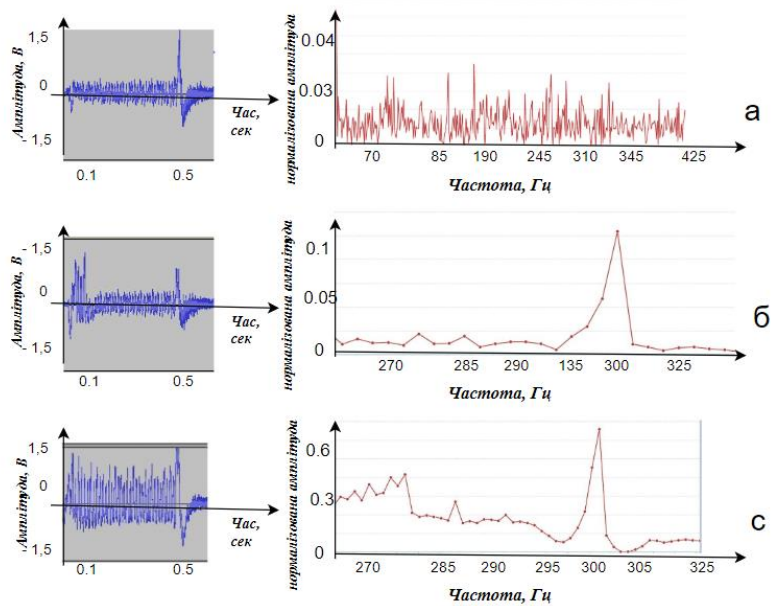 Амплітуда, В
1,5
0
1,5
0.1
0.5
Час,
сек
нормалізована амплітуда
0.04
0.03
0
70
85
190
245
310
345
425
Частота, Гц
а
Амплітуда, В
- 1,5
0
-1,5
0.1
0.5
Час,
сек
нормалізована амплітуда
0.1
0.05
0
270
285
290
135
300
325
Частота, Гц
б
Амплітуда, В
1,5
0
1,5
0.1
0.5
Час,
сек
нормалізована амплітуда
0.6
0.3
0
270
285
290
295
300
305
325
Частота, Гц
с